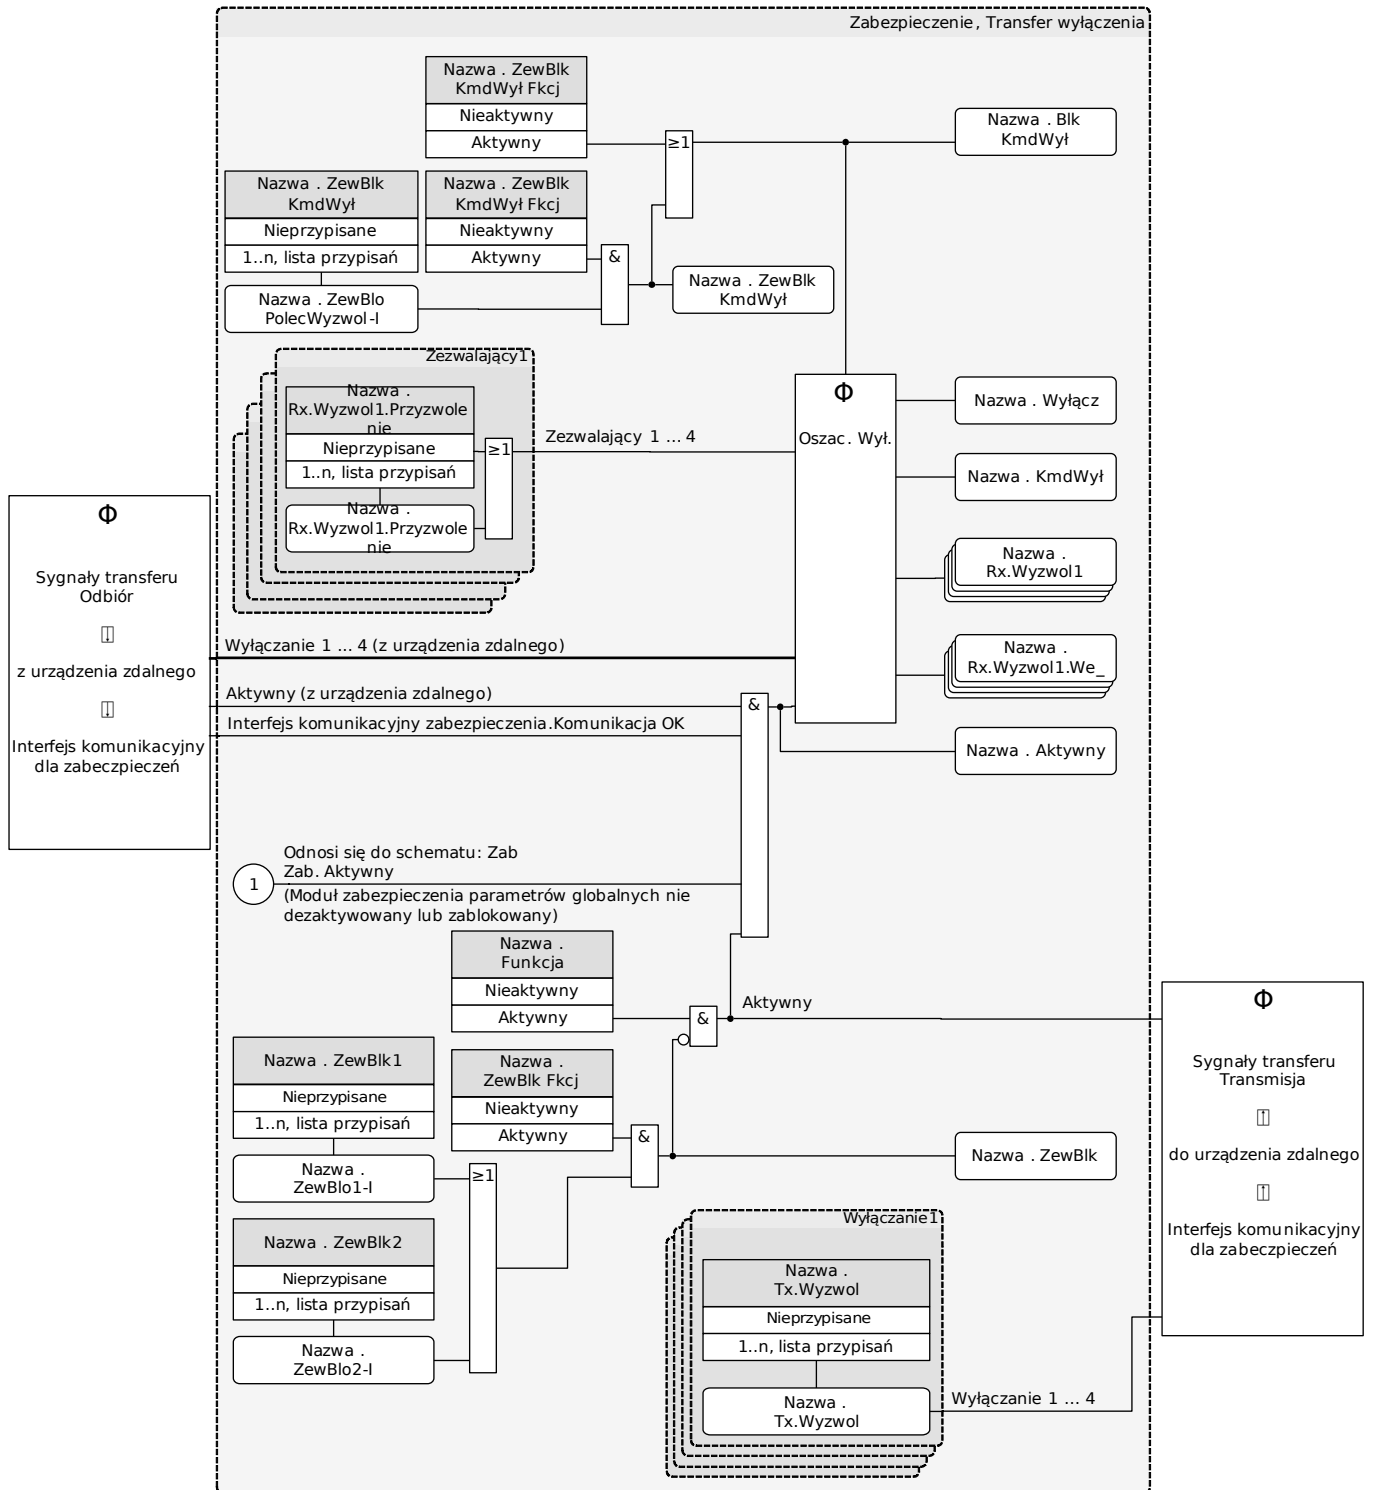 Zabezpieczenie, Transfer wyłączenia
Nazwa . ZewBlk
KmdWył Fkcj
Nieaktywny
Aktywny
≥1
Nazwa . Blk
KmdWył
Nazwa . ZewBlk
KmdWył
Nieprzypisane
1..n, lista przypisań
Nazwa . ZewBlo
PolecWyzwol-I
Nazwa . ZewBlk
KmdWył Fkcj
Nieaktywny
Aktywny
&
Nazwa . ZewBlk
KmdWył
Zezwalający1
Nazwa .
Rx.Wyzwol1.Przyzwole
nie
Nieprzypisane
1..n, lista przypisań
≥1
Nazwa .
Rx.Wyzwol1.Przyzwole
nie
Zezwalający 1 ... 4
Φ
Oszac. Wył.
Nazwa . Wyłącz
Nazwa . KmdWył
Nazwa .
Rx.Wyzwol1
Nazwa .
Rx.Wyzwol1.We_
Nazwa . Aktywny
Φ
Sygnały transferu
Odbiór
z urządzenia zdalnego
Interfejs komunikacyjny
dla zabeczpieczeń
Wyłączanie 1 ... 4 (z urządzenia zdalnego)
Aktywny (z urządzenia zdalnego)
Interfejs komunikacyjny zabezpieczenia.Komunikacja OK
&
1
Odnosi się do schematu: Zab
Zab. Aktywny
(Moduł zabezpieczenia parametrów globalnych nie
dezaktywowany lub zablokowany)
Nazwa .
Funkcja
Nieaktywny
Aktywny
&
Aktywny
Nazwa . ZewBlk1
Nieprzypisane
1..n, lista przypisań
Nazwa .
ZewBlo1-I
Nazwa .
ZewBlk Fkcj
Nieaktywny
Aktywny
&
≥1
Nazwa . ZewBlk
Nazwa . ZewBlk2
Nieprzypisane
1..n, lista przypisań
Nazwa .
ZewBlo2-I
Wyłączanie1
Nazwa .
Tx.Wyzwol
Nieprzypisane
1..n, lista przypisań
Nazwa .
Tx.Wyzwol
Wyłączanie 1 ... 4
Φ
Sygnały transferu
Transmisja
do urządzenia zdalnego
Interfejs komunikacyjny
dla zabeczpieczeń